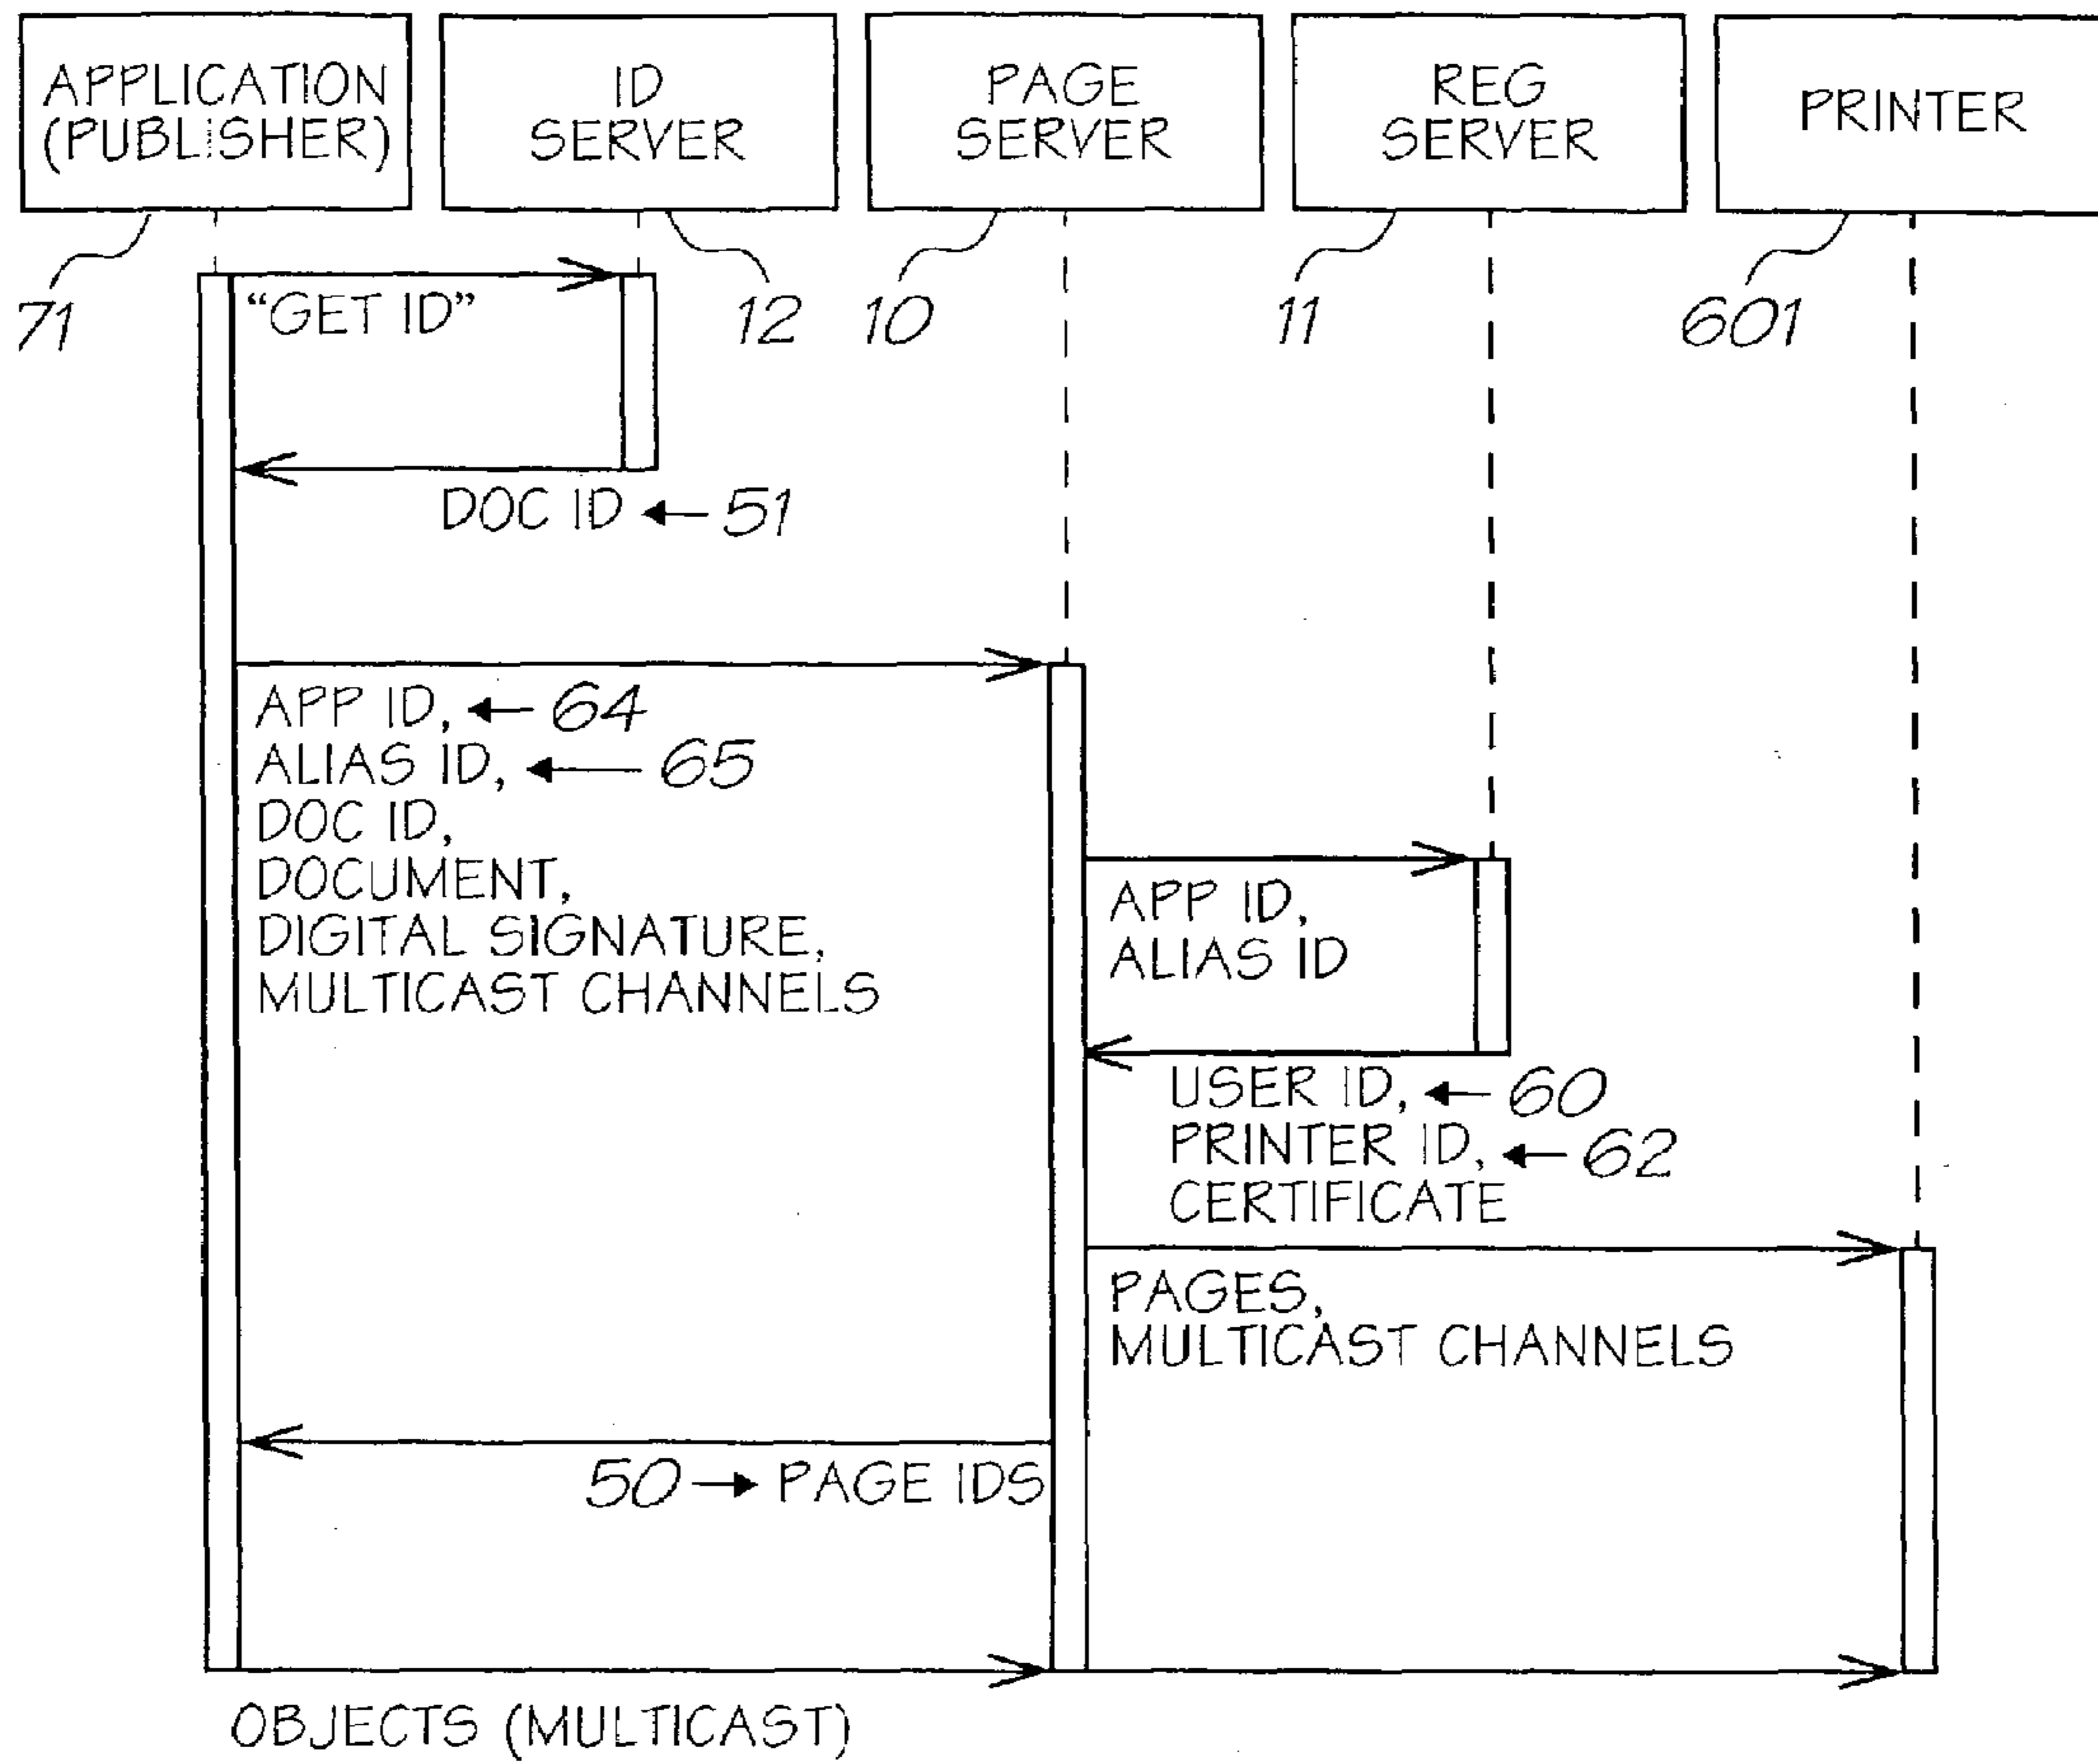 APPLICATION
(PUBLISHER)
ID
SERVER
PAGE
SERVER
REG
SERVER
PRINTER
71
12
10
11
601
“GET ID”
DOC ID ← 51
APP ID, ← 64
ALIAS ID, ← 65
DOC ID,
DOCUMENT,
DIGITAL SIGNATURE,
MULTICAST CHANNELS
APP ID,
ALIAS ID
USER ID, ← 60
PRINTER ID, ← 62
CERTIFICATE
PAGES,
MULTICAST CHANNELS
50 → PAGE IDS
OBJECTS (MULTICAST)